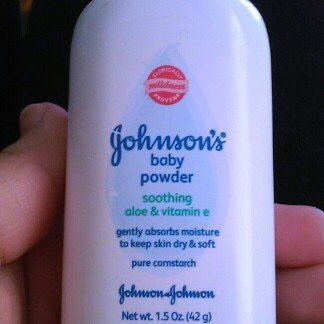 CLINICALLY
mildness
PROVEN
Johnson's
baby
powder
soothing
aloe & vitamin e
gently absorbs moisture
to keep skin dry & soft
pure cornstarch
Johnson & Johnson
Net wt. 1.5 Oz. (42 g)